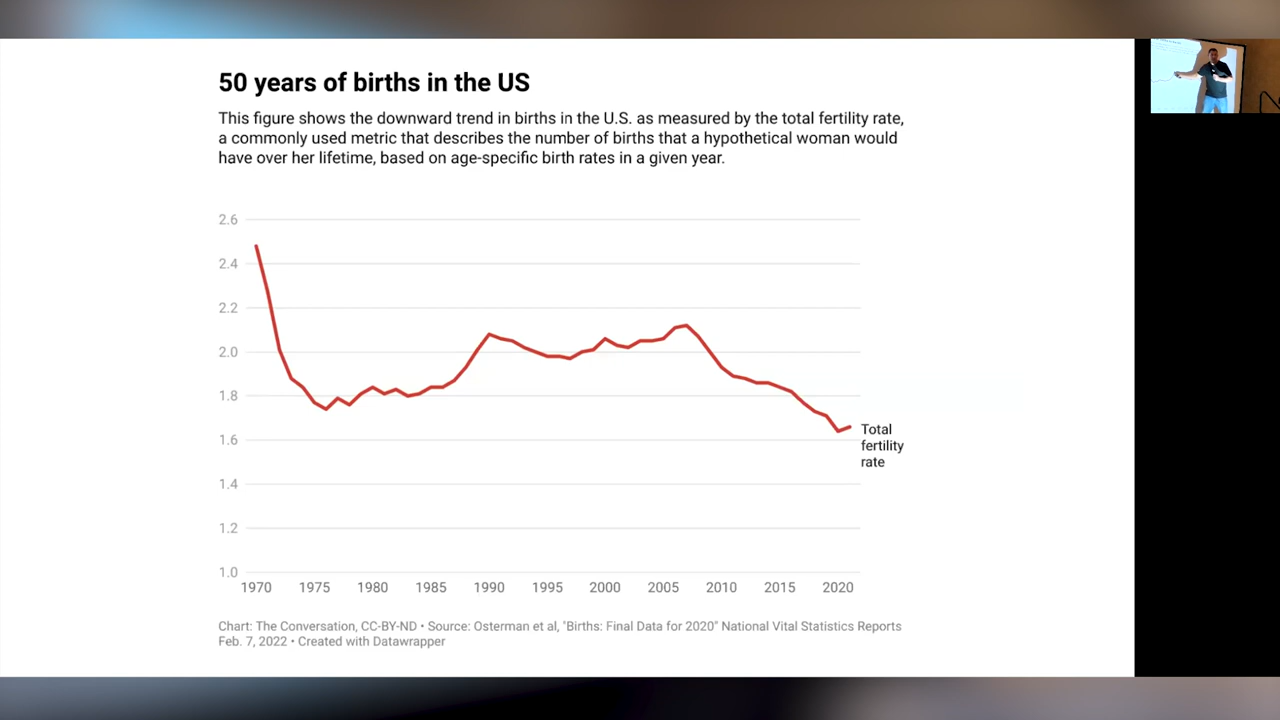 50 years of births in the US
This figure shows the downward trend in births in the U.S. as measured by the total fertility rate,
a commonly used metric that describes the number of births that a hypothetical woman would
have over her lifetime, based on age-specific birth rates in a given year.
2.6
2.4
2.2
2.0
1.8
1.6
1.4
1.2
1.0
Total
fertility
rate
1970 1975 1980 1985 1990 1995 2000 2005 2010 2015 2020
Chart: The Conversation, CC-BY-ND • Source: Osterman et al, "Births: Final Data for 2020" National Vital Statistics Reports
Feb. 7, 2022 • Created with Datawrapper